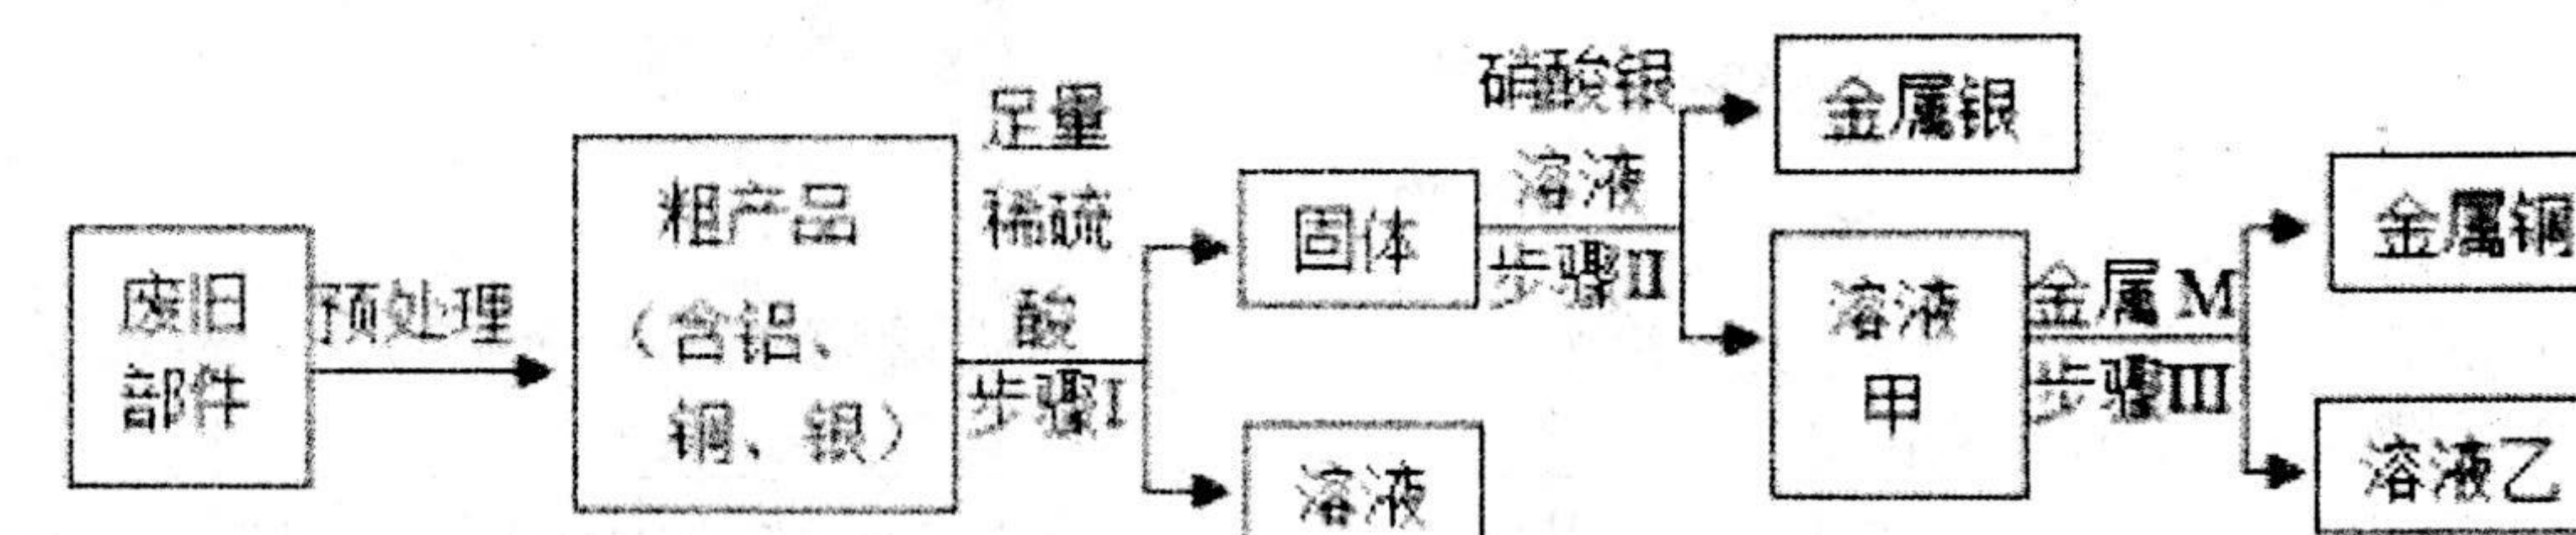 废旧
部件
预处理
粗产品
（含铝、
铜、银）
足量
稀硫
酸
步骤I
固体
溶液
硝酸银
溶液
步骤II
金属银
溶液
甲
金属M
步骤III
金属铜
溶液乙